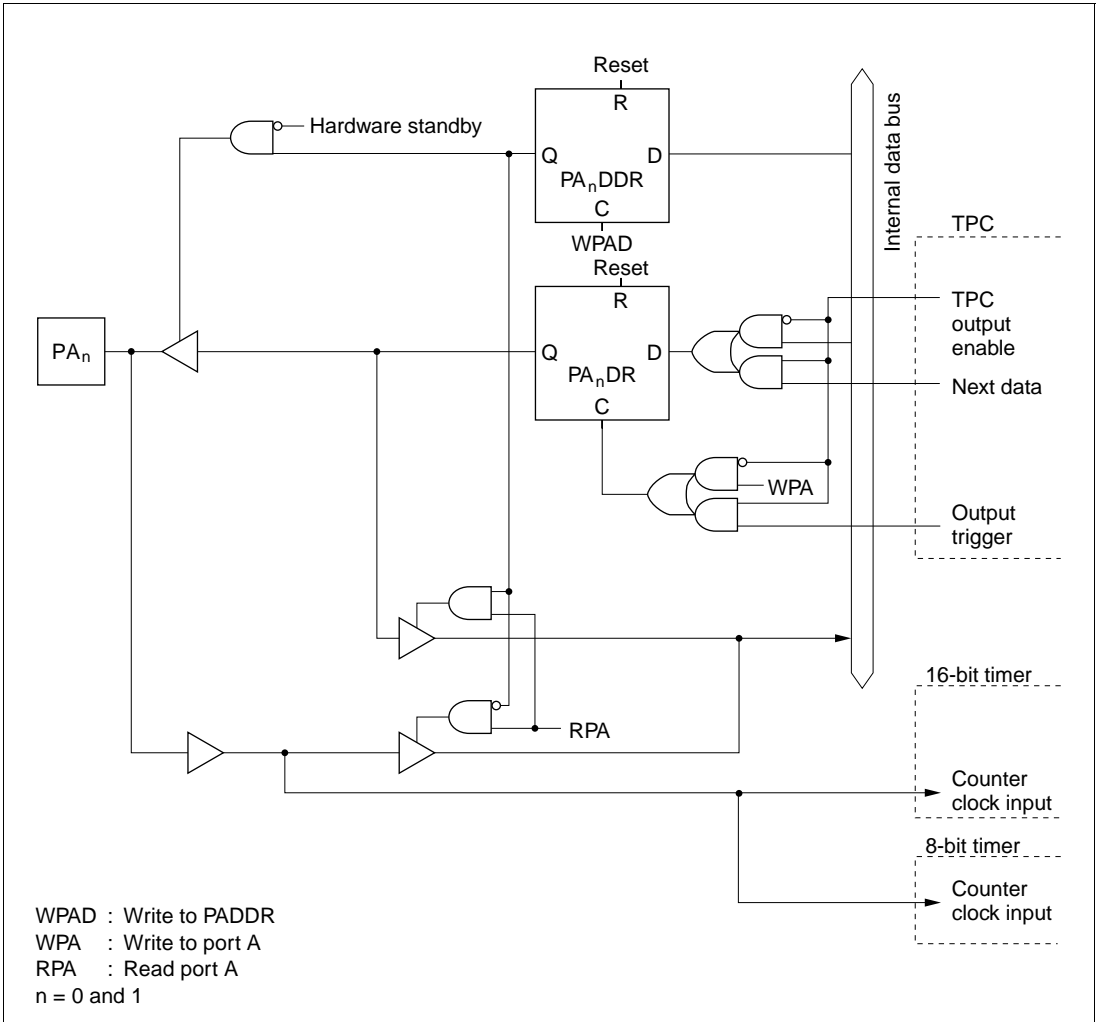 Reset
R
Hardware standby
Q
D
PAnDDR
C
WPAD
Internal data bus
TPC
Reset
R
TPC
output
enable
PAn
Q
D
PAnDR
Next data
C
WPA
Output
trigger
16-bit timer
RPA
Counter
clock input
8-bit timer
Counter
clock input
WPAD : Write to PADDR
WPA : Write to port A
RPA : Read port A
n = 0 and 1